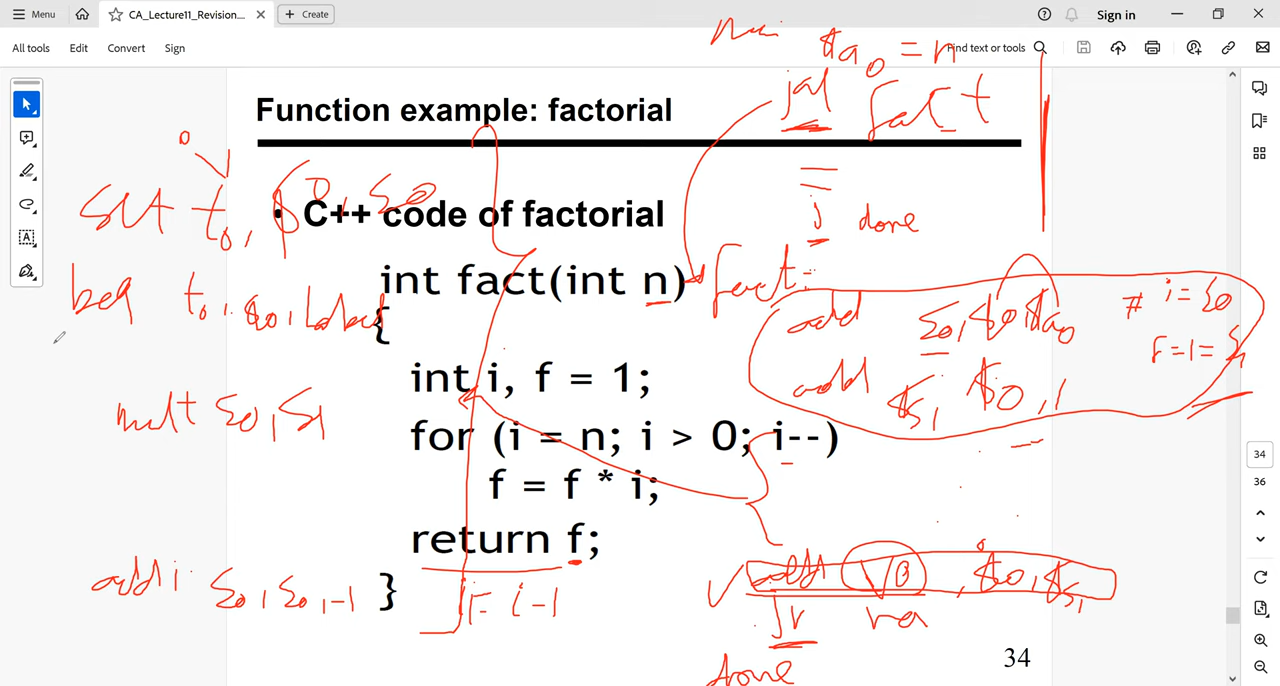 Menu
CA_Lecture11_Revision...
Create
Sign in
All tools
Edit
Convert
Sign
Find text or tools
$a0 = n
jal fact
Function example: factorial
j done
slt t0, $0, s0
• C++ code of factorial
int fact(int n)
fact:
beq t0, $0, Label
{
add s0, $0, $a0 # i = s0
f = 1 = s1
add $s1 $0, 1
int i, f = 1;
mult s0, s1
for (i = n; i > 0; i--)
f = f * i;
return f;
addi s0, s0, -1
}
i = i - 1
add v0, $0, $s1
jr ra
done
34
34
36